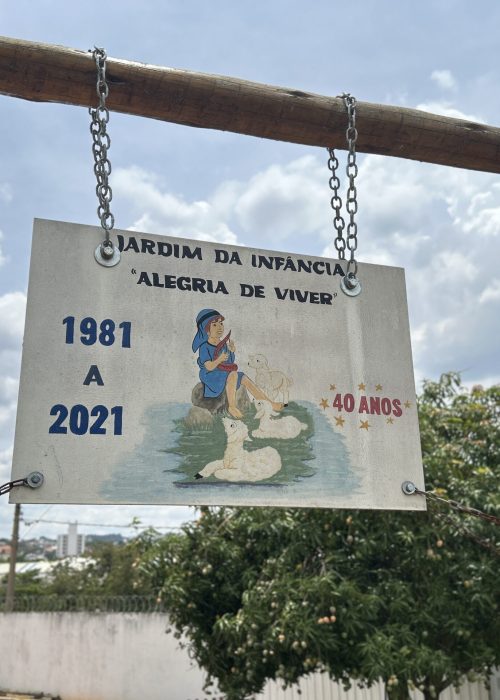 JARDIM DA INFÂNCIA
"ALEGRIA DE VIVER"
1981
A
2021
40 ANOS